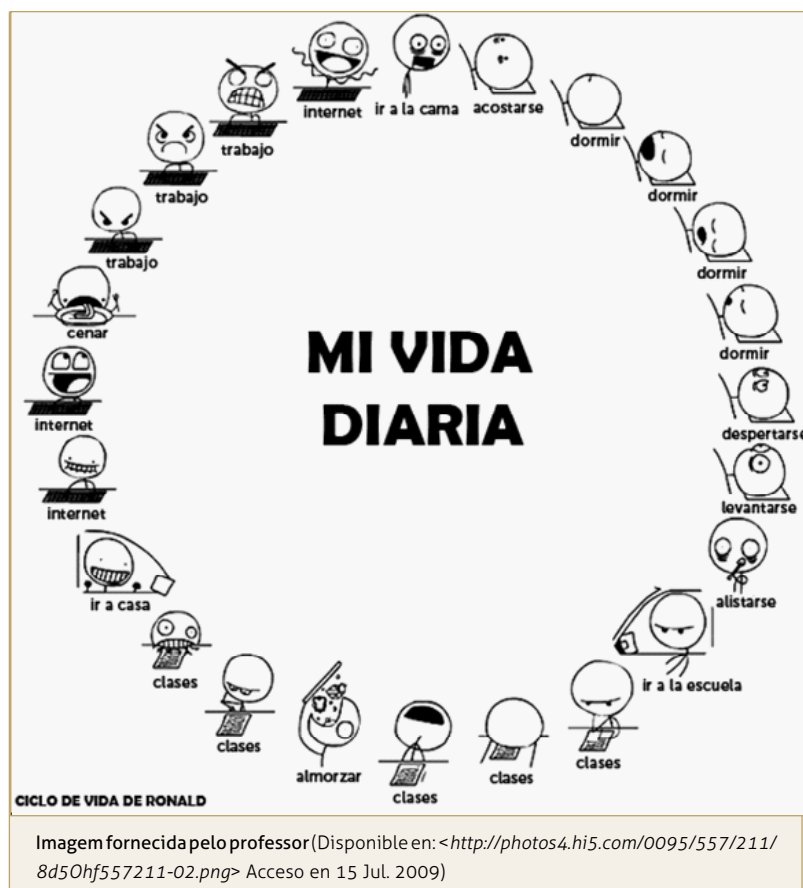 internet
ir a la cama
acostarse
dormir
dormir
dormir
dormir
despertarse
levantarse
alistarse
ir a la escuela
clases
clases
clases
almorzar
clases
clases
ir a casa
internet
internet
cenar
trabajo
trabajo
trabajo
MI VIDA
DIARIA
CICLO DE VIDA DE RONALD
Imagem fornecida pelo professor (Disponible en: <http://photos4.hi5.com/0095/557/211/
8d5Ohf557211-02.png> Acceso en 15 Jul. 2009)